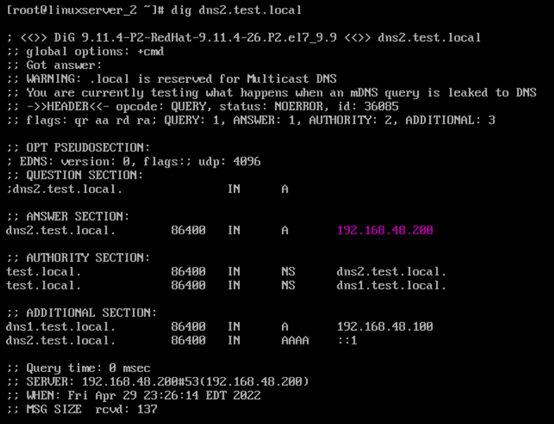 [root@linuxserver_2 ~]# dig dns2.test.local
; <<>> DiG 9.11.4-P2-RedHat-9.11.4-26.P2.el7_9.9 <<>> dns2.test.local
;; global options: +cmd
;; Got answer:
;; WARNING: .local is reserved for Multicast DNS
;; You are currently testing what happens when an mDNS query is leaked to DNS
;; ->>HEADER<<- opcode: QUERY, status: NOERROR, id: 36085
;; flags: qr aa rd ra; QUERY: 1, ANSWER: 1, AUTHORITY: 2, ADDITIONAL: 3
;; OPT PSEUDOSECTION:
; EDNS: version: 0, flags:; udp: 4096
;; QUESTION SECTION:
;dns2.test.local. IN A
;; ANSWER SECTION:
dns2.test.local. 86400 IN A 192.168.48.200
;; AUTHORITY SECTION:
test.local. 86400 IN NS dns2.test.local.
test.local. 86400 IN NS dns1.test.local.
;; ADDITIONAL SECTION:
dns1.test.local. 86400 IN A 192.168.48.100
dns2.test.local. 86400 IN AAAA ::1
;; Query time: 0 msec
;; SERVER: 192.168.48.200#53(192.168.48.200)
;; WHEN: Fri Apr 29 23:26:14 EDT 2022
;; MSG SIZE rcvd: 137